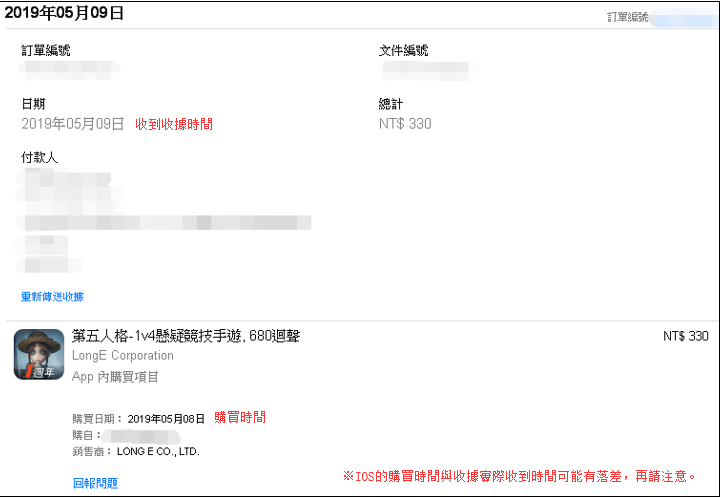 2019年05月09日
訂單編號
訂單編號
文件編號
日期
總計
2019年05月09日 收到收據時間
NT$ 330
付款人
重新傳送收據
第五人格-1v4懸疑競技手遊, 680迴聲
NT$ 330
LongE Corporation
App 內購買項目
週年
購買日期： 2019年05月08日 購買時間
購自：
銷售商： LONG E CO., LTD.
回報問題
※IOS的購買時間與收據實際收到時間可能有落差，再請注意。